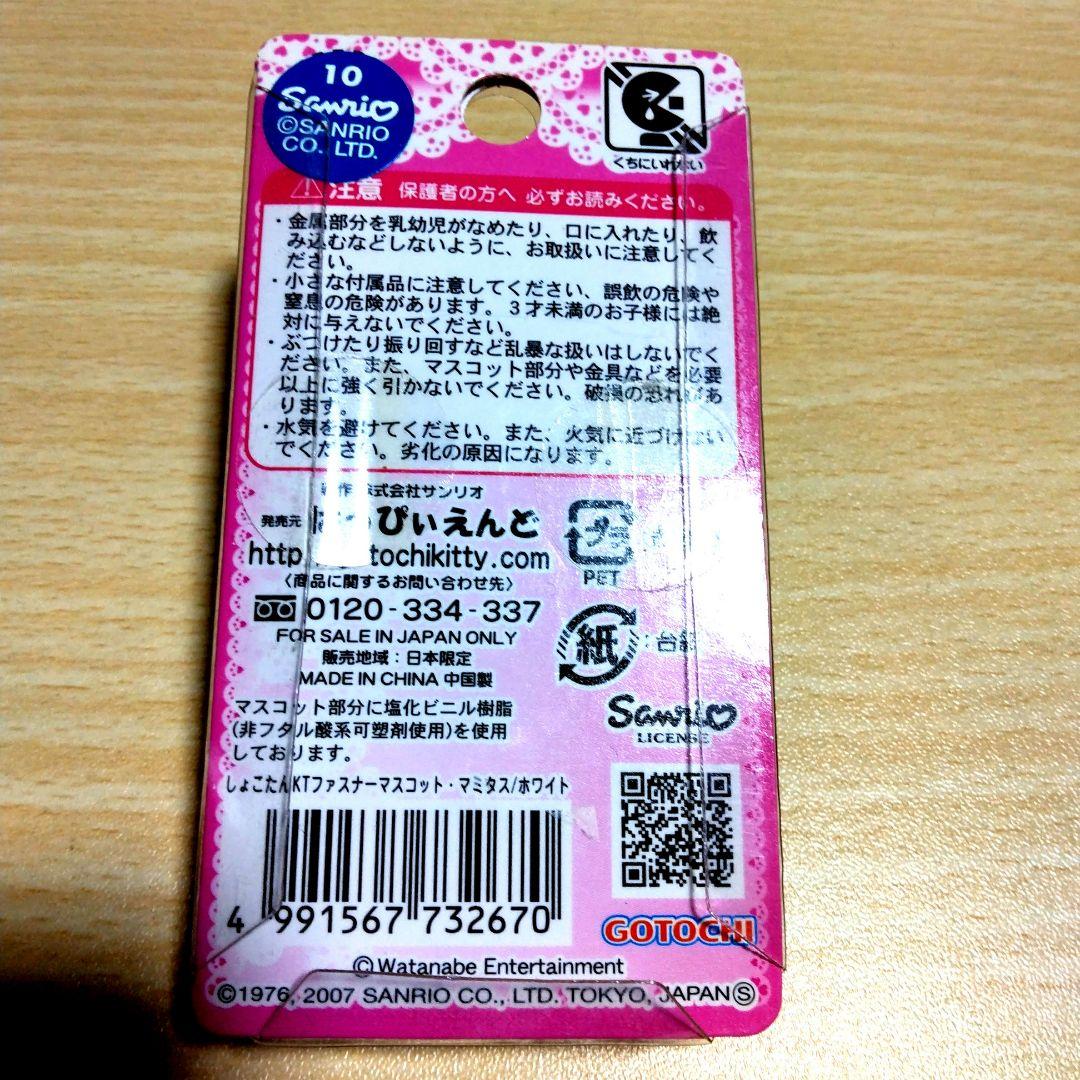 10
Sanrio
©SANRIO
CO., LTD.
くちにいれない
注意 保護者の方へ 必ずお読みください。
・金属部分を乳幼児がなめたり、口に入れたり、飲
み込むなどしないように、お取扱いに注意してく
ださい。
・小さな付属品に注意してください、誤飲の危険や
窒息の危険があります。3才未満のお子様には絶
対に与えないでください。
・ぶつけたり振り回すなど乱暴な扱いはしないでく
ださい。また、マスコット部分や金具などを必要
以上に強く引かないでください。破損の恐れがあ
ります。
・水気を避けてください。また、火気に近づけない
でください。劣化の原因になります。
株式会社サンリオ
発売元 ぴぃえんど
http tochikitty.com
プラ
PET
〈商品に関するお問い合わせ先〉
0120-334-337
FOR SALE IN JAPAN ONLY
販売地域：日本限定
MADE IN CHINA 中国製
紙 ：台紙
マスコット部分に塩化ビニル樹脂
(非フタル酸系可塑剤使用)を使用
しております。
Sanrio
LICENSE
しょこたんKTファスナーマスコット・マミタス/ホワイト
4 991567 732670
GOTOCHI
©Watanabe Entertainment
©1976, 2007 SANRIO CO., LTD. TOKYO, JAPAN Ⓢ